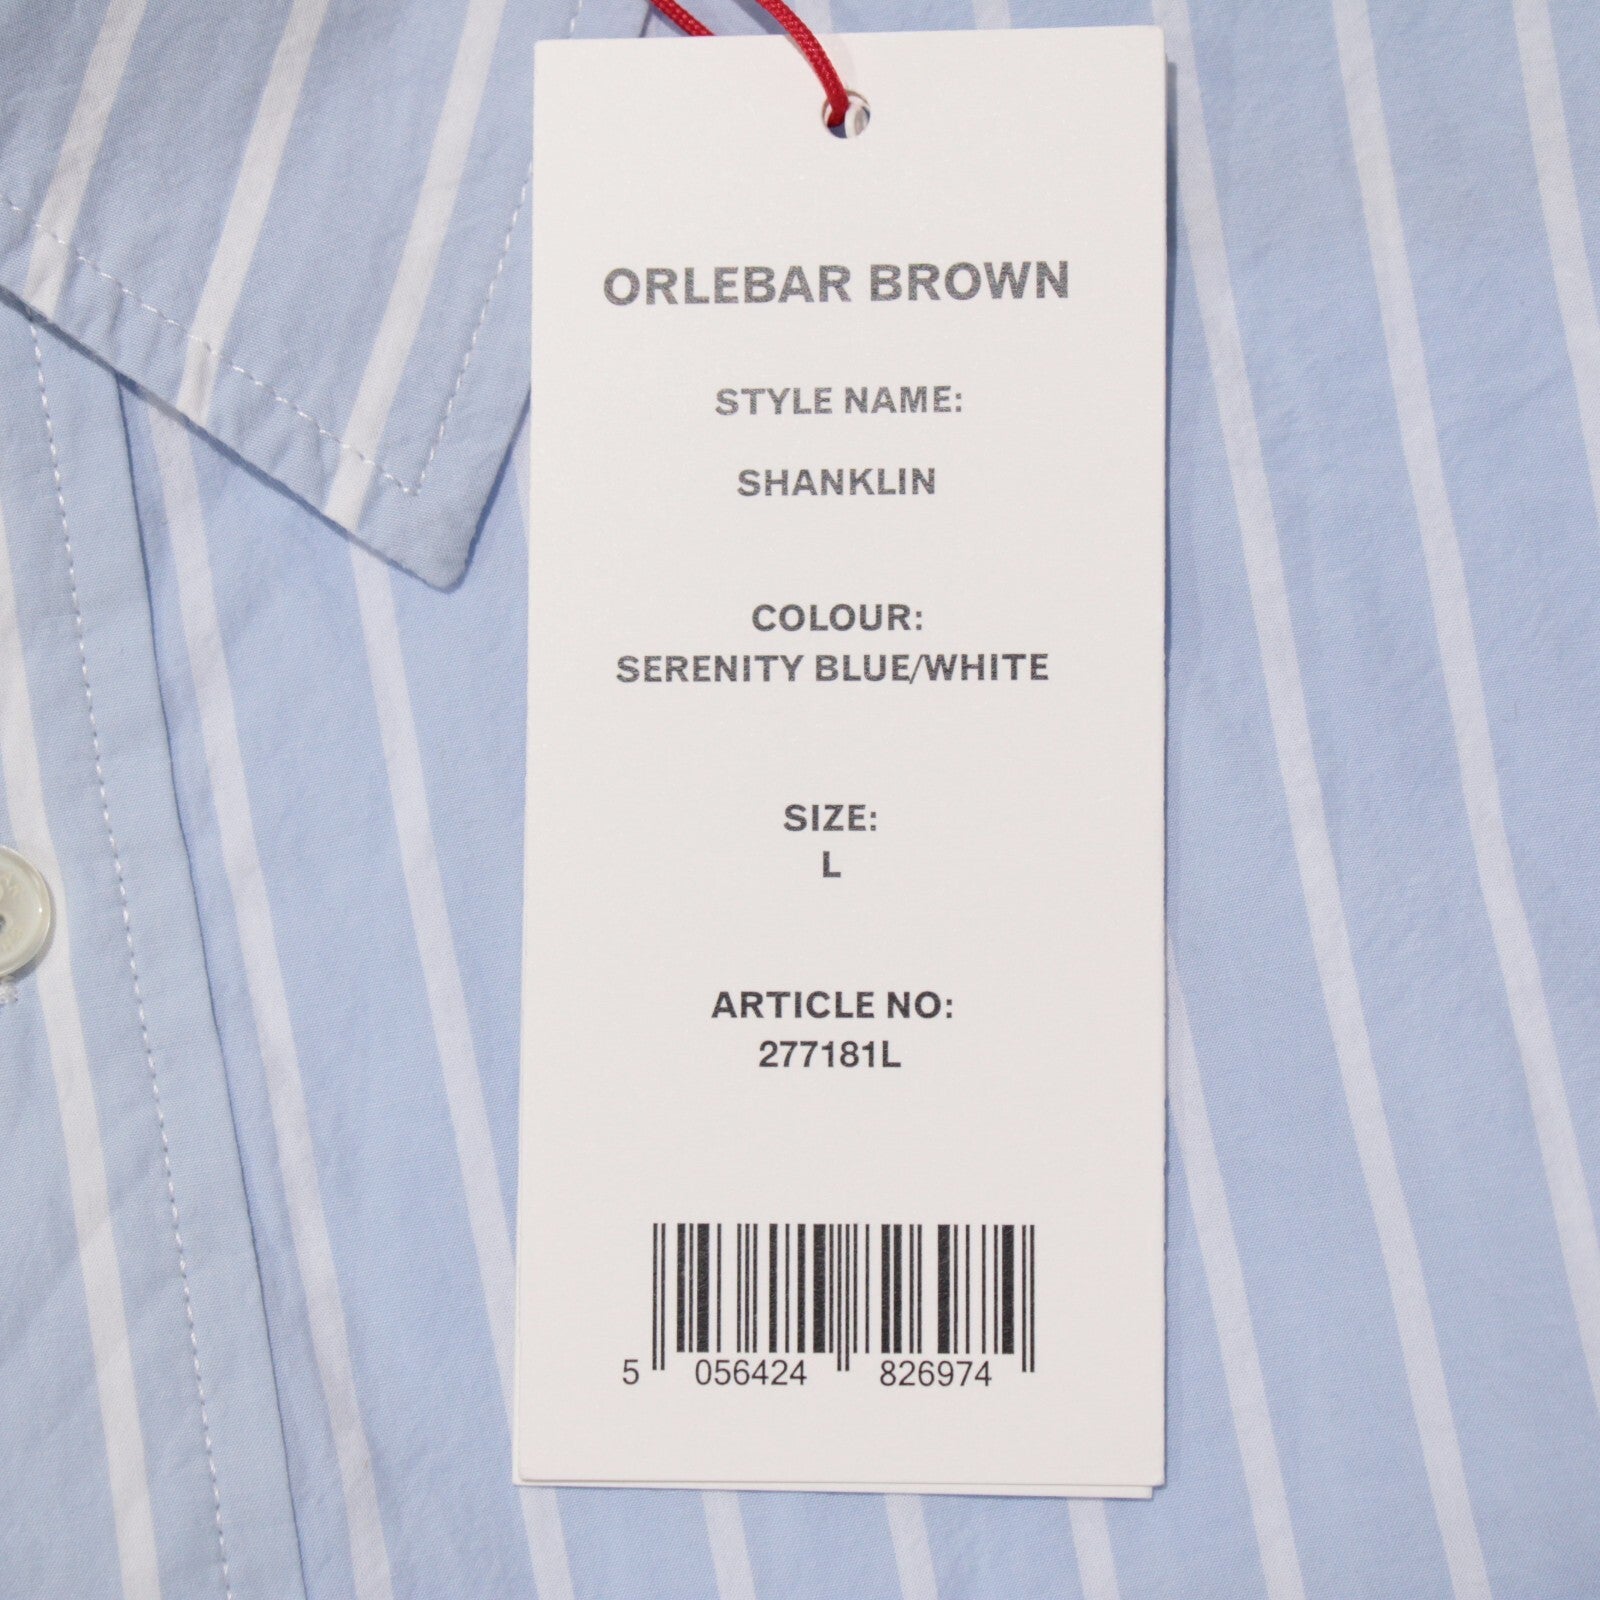 ORLEBAR BROWN
STYLE NAME:
SHANKLIN
COLOUR:
SERENITY BLUE/WHITE
SIZE:
L
ARTICLE NO:
277181L
5 056424 826974